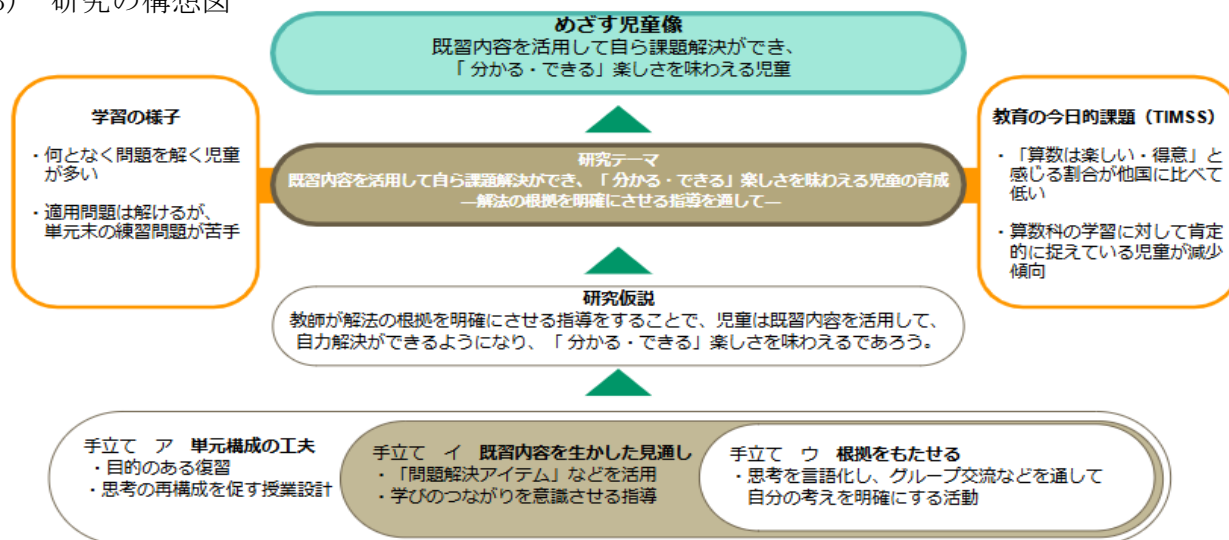 研究の構想図
めざす児童像
既習内容を活用して自ら課題解決ができ、
「分かる・できる」楽しさを味わえる児童
学習の様子
・何となく問題を解く児童
が多い
・適用問題は解けるが、
単元末の練習問題が苦手
研究テーマ
既習内容を活用して自ら課題解決ができ、「分かる・できる」楽しさを味わえる児童の育成
―解法の根拠を明確にさせる指導を通して―
教育の今日的課題（TIMSS）
・「算数は楽しい・得意」と
感じる割合が他国に比べて
低い
・算数科の学習に対して肯定
的に捉えている児童が減少
傾向
研究仮説
教師が解法の根拠を明確にさせる指導をすることで、児童は既習内容を活用して、
自力解決ができるようになり、「分かる・できる」楽しさを味わえるであろう。
手立て　ア　単元構成の工夫
・目的のある復習
・思考の再構成を促す授業設計
手立て　イ　既習内容を生かした見通し
・「問題解決アイテム」などを活用
・学びのつながりを意識させる指導
手立て　ウ　根拠をもたせる
・思考を言語化し、グループ交流などを通して
自分の考えを明確にする活動